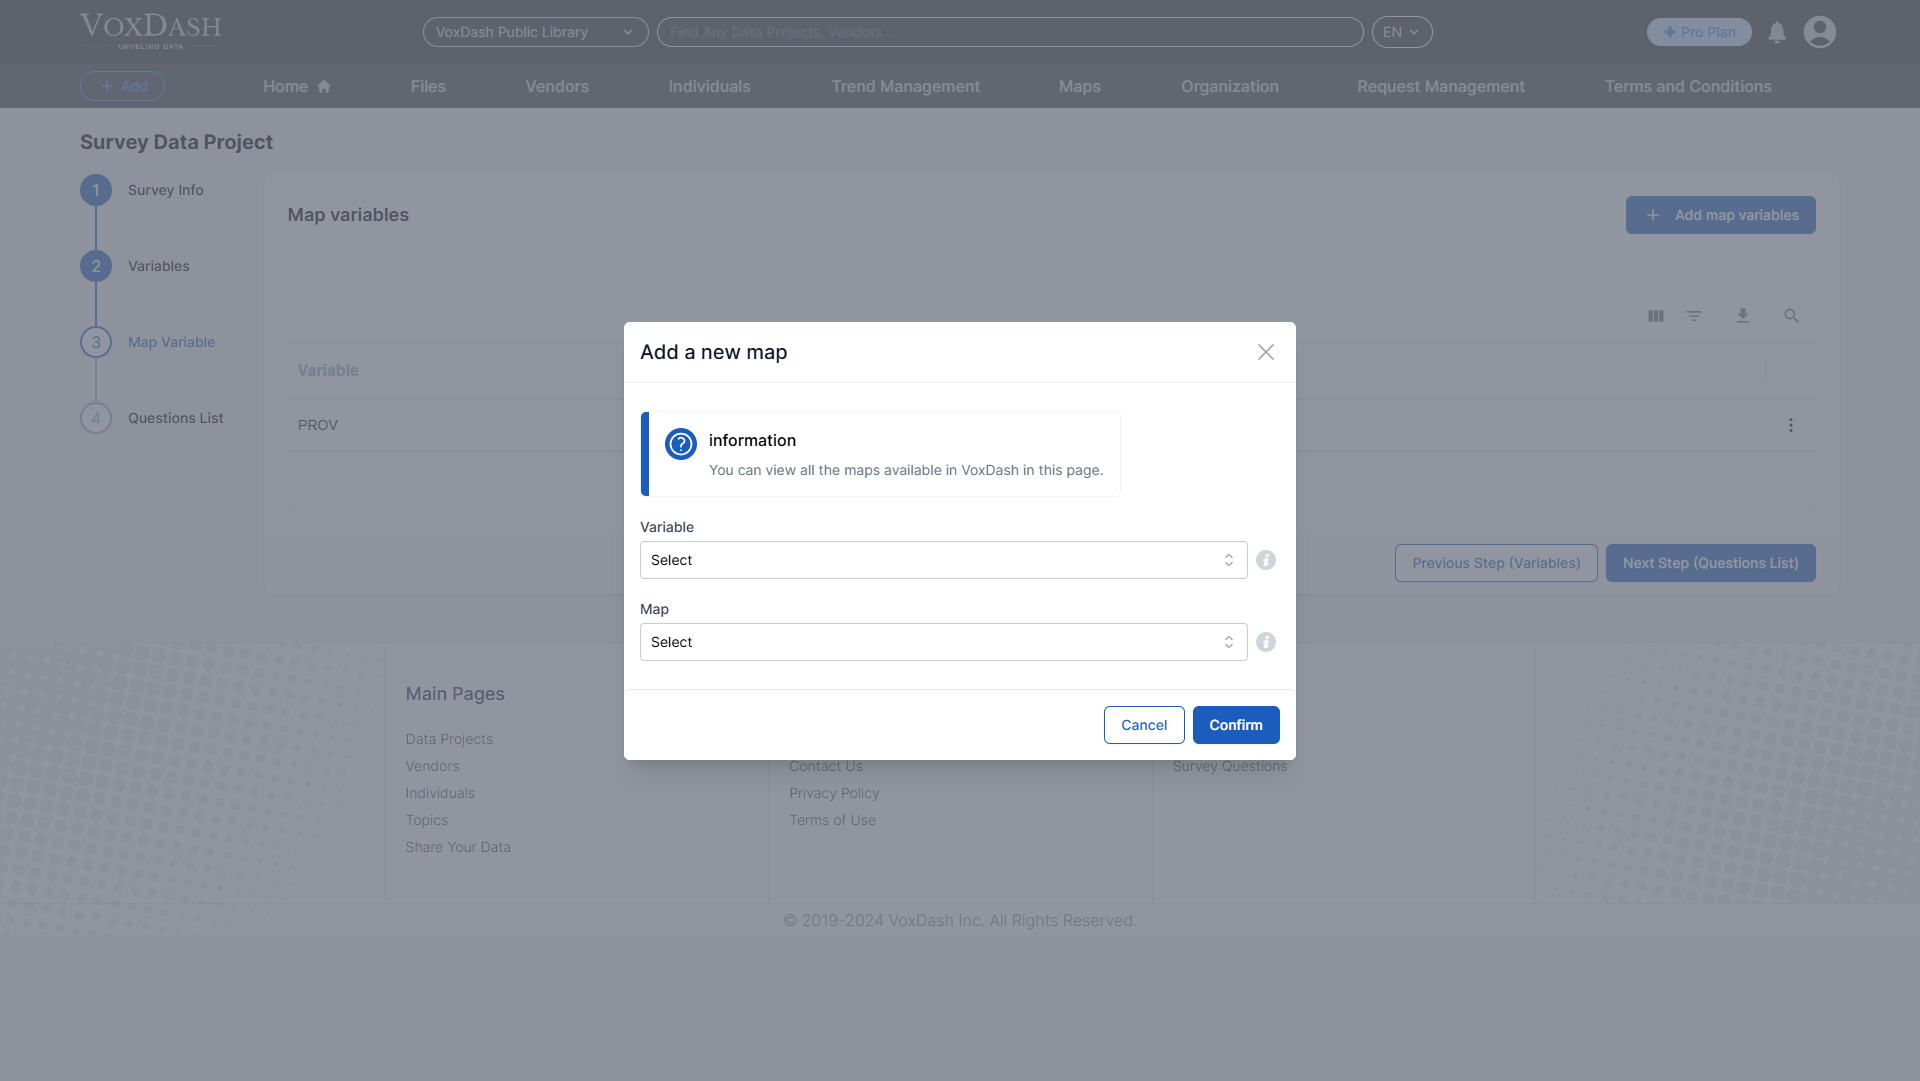 VOXDASH
UNVELING DATA
VoxDash Public Library
Find Any Data Projects, Vendors ...
EN
Pro Plan
Add
Home
Files
Vendors
Individuals
Trend Management
Maps
Organization
Request Management
Terms and Conditions
Survey Data Project
1 Survey Info
2 Variables
3 Map Variable
4 Questions List
Map variables
Add map variables
Variable
PROV
Add a new map
information
You can view all the maps available in VoxDash in this page.
Variable
Select
Map
Select
Cancel
Confirm
Previous Step (Variables)
Next Step (Questions List)
Main Pages
Data Projects
Vendors
Individuals
Topics
Share Your Data
Contact Us
Privacy Policy
Terms of Use
Survey Questions
© 2019-2024 VoxDash Inc. All Rights Reserved.